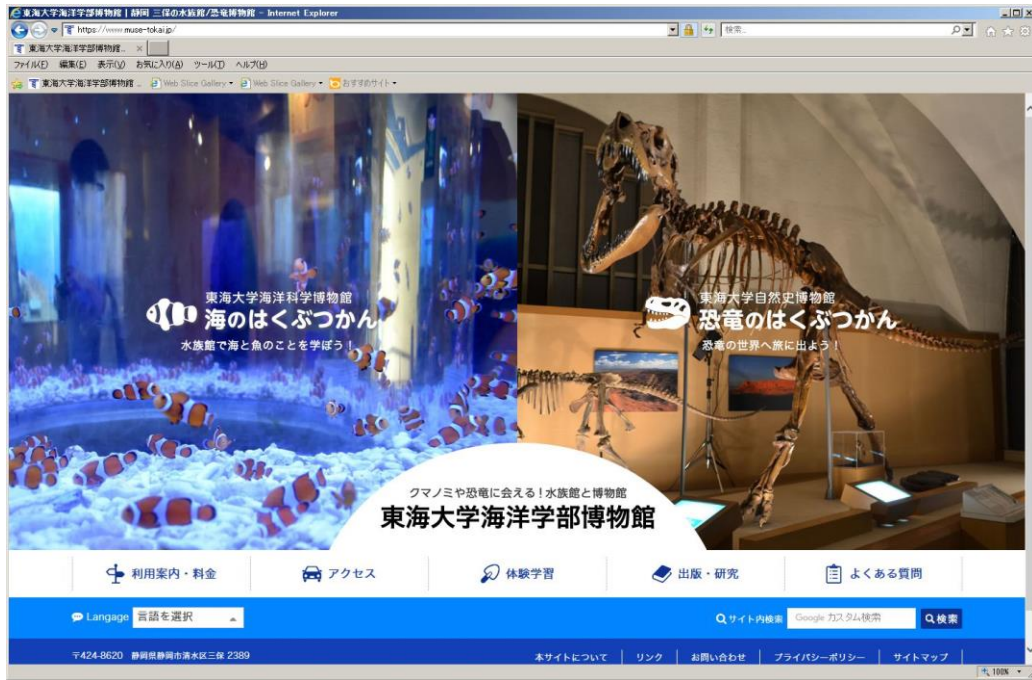 東海大学海洋学部博物館 | 静岡 三保の水族館/恐竜博物館 - Internet Explorer
https://www.muse-tokai.jp/
検索...
東海大学海洋学部博物館...
ファイル(F) 編集(E) 表示(V) お気に入り(A) ツール(T) ヘルプ(H)
東海大学海洋学部博物館 ... Web Slice Gallery Web Slice Gallery おすすめサイト
東海大学海洋科学博物館
海のはくぶつかん
水族館で海と魚のことを学ぼう!
東海大学自然史博物館
恐竜のはくぶつかん
恐竜の世界へ旅に出よう!
クマノミや恐竜に会える!水族館と博物館
東海大学海洋学部博物館
利用案内・料金 アクセス 体験学習 出版・研究 よくある質問
Langage 言語を選択 サイト内検索 Google カスタム検索 検索
〒424-8620 静岡県静岡市清水区三保 2389 本サイトについて | リンク | お問い合わせ | プライバシーポリシー | サイトマップ |
100%